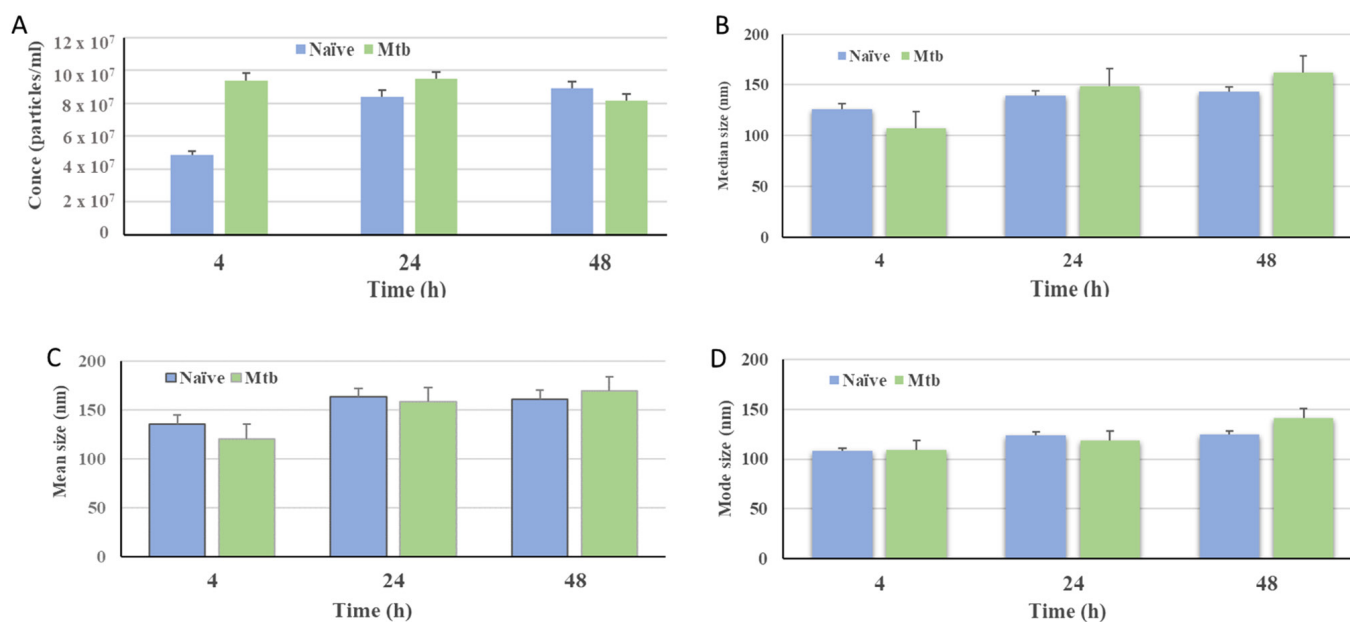 A
Conce (particles/ml)
12 x 10⁷
10 x 10⁷
8 x 10⁷
6 x 10⁷
4 x 10⁷
2 x 10⁷
0
Naïve Mtb
4 24 48
Time (h)
B
Median size (nm)
200
150
100
50
0
Naïve Mtb
4 24 48
Time (h)
C
Mean size (nm)
200
150
100
50
0
Naïve Mtb
4 24 48
Time (h)
D
Mode size (nm)
200
150
100
50
0
Naïve Mtb
4 24 48
Time (h)